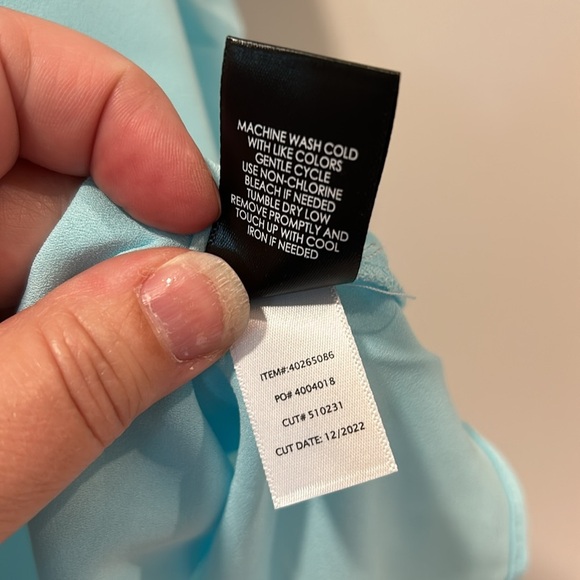 MACHINE WASH COLD
WITH LIKE COLORS
GENTLE CYCLE
USE NON-CHLORINE
BLEACH IF NEEDED
TUMBLE DRY LOW
REMOVE PROMPTLY AND
TOUCH UP WITH COOL
IRON IF NEEDED
ITEM#:40265086
PO# 4004018
CUT# 510231
CUT DATE: 12/2022